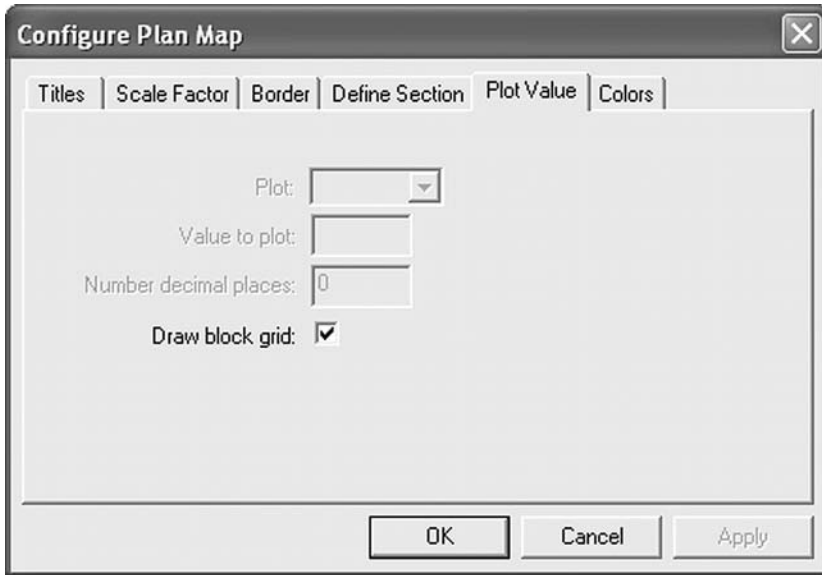 Configure Plan Map
Titles Scale Factor Border Define Section Plot Value Colors
Plot:
Value to plot:
Number decimal places: 0
Draw block grid:
OK Cancel Apply